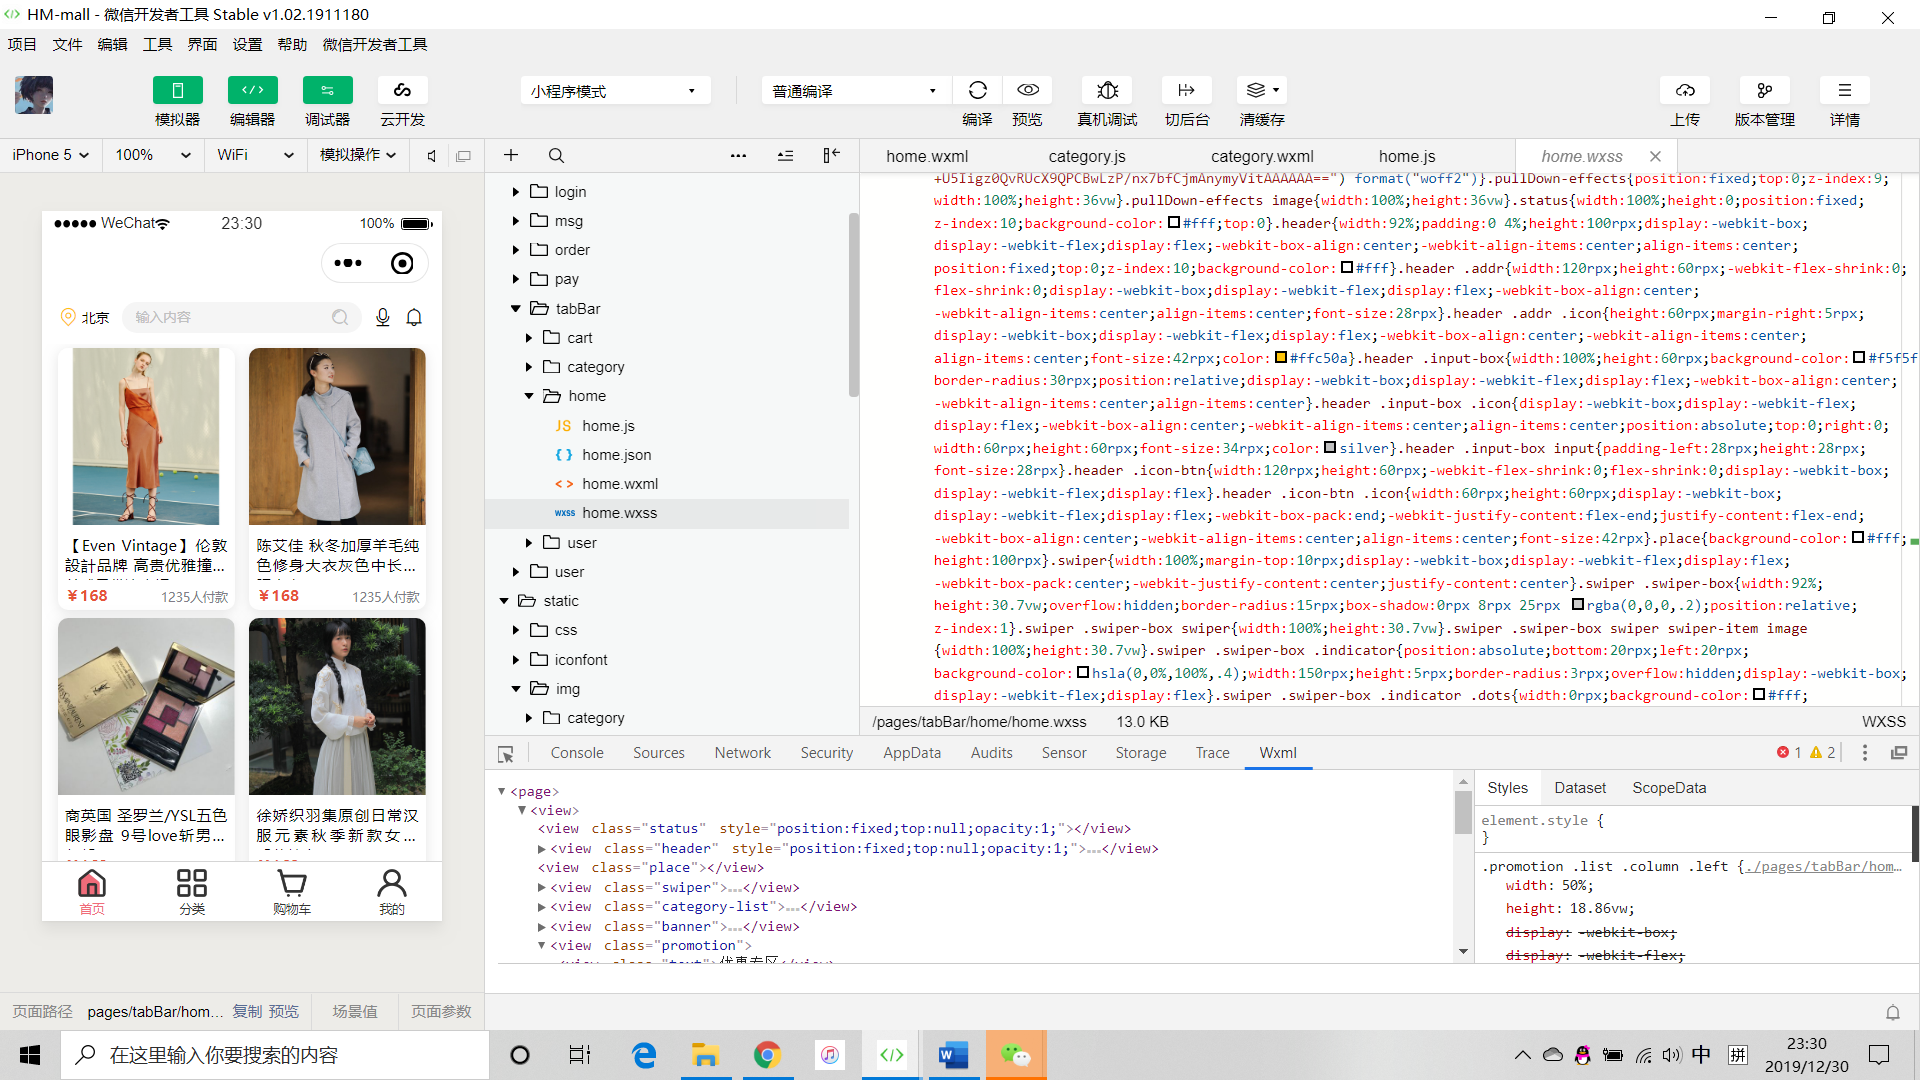 HM-mall - 微信开发者工具 Stable v1.02.1911180
项目 文件 编辑 工具 界面 设置 帮助 微信开发者工具
小程序模式
普通编译
模拟器 编辑器 调试器 云开发
编译 预览 真机调试 切后台 清缓存
上传 版本管理 详情
iPhone 5 100% WiFi 模拟操作
home.wxml category.js category.wxml home.js home.wxss
WeChat 23:30 100%
北京 输入内容
【Even Vintage】伦敦
設計品牌 高贵优雅撞...
￥168 1235人付款
陈艾佳 秋冬加厚羊毛纯
色修身大衣灰色中长...
￥168 1235人付款
商英国 圣罗兰/YSL五色
眼影盘 9号love斩男...
徐娇织羽集原创日常汉
服元素秋季新款女...
首页 分类 购物车 我的
页面路径 pages/tabBar/hom... 复制 预览 场景值 页面参数
login
msg
order
pay
tabBar
cart
category
home
JS home.js
{ } home.json
< > home.wxml
wxss home.wxss
user
user
static
css
iconfont
img
category
+U5Iigz0QvRUcX9QPCBwLzP/nx7bfCjmAnymyVitAAAAAA==") format("woff2")}.pullDown-effects{position:fixed;top:0;z-index:9;
width:100%;height:36vw}.pullDown-effects image{width:100%;height:36vw}.status{width:100%;height:0;position:fixed;
z-index:10;background-color:#fff;top:0}.header{width:92%;padding:0 4%;height:100rpx;display:-webkit-box;
display:-webkit-flex;display:flex;-webkit-box-align:center;-webkit-align-items:center;align-items:center;
position:fixed;top:0;z-index:10;background-color:#fff}.header .addr{width:120rpx;height:60rpx;-webkit-flex-shrink:0;
flex-shrink:0;display:-webkit-box;display:-webkit-flex;display:flex;-webkit-box-align:center;
-webkit-align-items:center;align-items:center;font-size:28rpx}.header .addr .icon{height:60rpx;margin-right:5rpx;
display:-webkit-box;display:-webkit-flex;display:flex;-webkit-box-align:center;-webkit-align-items:center;
align-items:center;font-size:42rpx;color:#ffc50a}.header .input-box{width:100%;height:60rpx;background-color:#f5f5f
border-radius:30rpx;position:relative;display:-webkit-box;display:-webkit-flex;display:flex;-webkit-box-align:center;
-webkit-align-items:center;align-items:center}.header .input-box .icon{display:-webkit-box;display:-webkit-flex;
display:flex;-webkit-box-align:center;-webkit-align-items:center;align-items:center;position:absolute;top:0;right:0;
width:60rpx;height:60rpx;font-size:34rpx;color:silver}.header .input-box input{padding-left:28rpx;height:28rpx;
font-size:28rpx}.header .icon-btn{width:120rpx;height:60rpx;-webkit-flex-shrink:0;flex-shrink:0;display:-webkit-box;
display:-webkit-flex;display:flex}.header .icon-btn .icon{width:60rpx;height:60rpx;display:-webkit-box;
display:-webkit-flex;display:flex;-webkit-box-pack:end;-webkit-justify-content:flex-end;justify-content:flex-end;
-webkit-box-align:center;-webkit-align-items:center;align-items:center;font-size:42rpx}.place{background-color:#fff;
height:100rpx}.swiper{width:100%;margin-top:10rpx;display:-webkit-box;display:-webkit-flex;display:flex;
-webkit-box-pack:center;-webkit-justify-content:center;justify-content:center}.swiper .swiper-box{width:92%;
height:30.7vw;overflow:hidden;border-radius:15rpx;box-shadow:0rpx 8rpx 25rpx rgba(0,0,0,.2);position:relative;
z-index:1}.swiper .swiper-box swiper{width:100%;height:30.7vw}.swiper .swiper-box swiper swiper-item image
{width:100%;height:30.7vw}.swiper .swiper-box .indicator{position:absolute;bottom:20rpx;left:20rpx;
background-color:hsla(0,0%,100%,.4);width:150rpx;height:5rpx;border-radius:3rpx;overflow:hidden;display:-webkit-box;
display:-webkit-flex;display:flex}.swiper .swiper-box .indicator .dots{width:0rpx;background-color:#fff;
/pages/tabBar/home/home.wxss 13.0 KB WXSS
Console Sources Network Security AppData Audits Sensor Storage Trace Wxml 1 2
<page>
<view>
<view class="status" style="position:fixed;top:null;opacity:1;"></view>
<view class="header" style="position:fixed;top:null;opacity:1;">...</view>
<view class="place"></view>
<view class="swiper">...</view>
<view class="category-list">...</view>
<view class="banner">...</view>
<view class="promotion">
<view class="text">优惠专区</view>
Styles Dataset ScopeData
element.style {
}
.promotion .list .column .left {./pages/tabBar/hom...
width: 50%;
height: 18.86vw;
display: -webkit-box;
display: -webkit-flex;
在这里输入你要搜索的内容
中 拼
23:30
2019/12/30